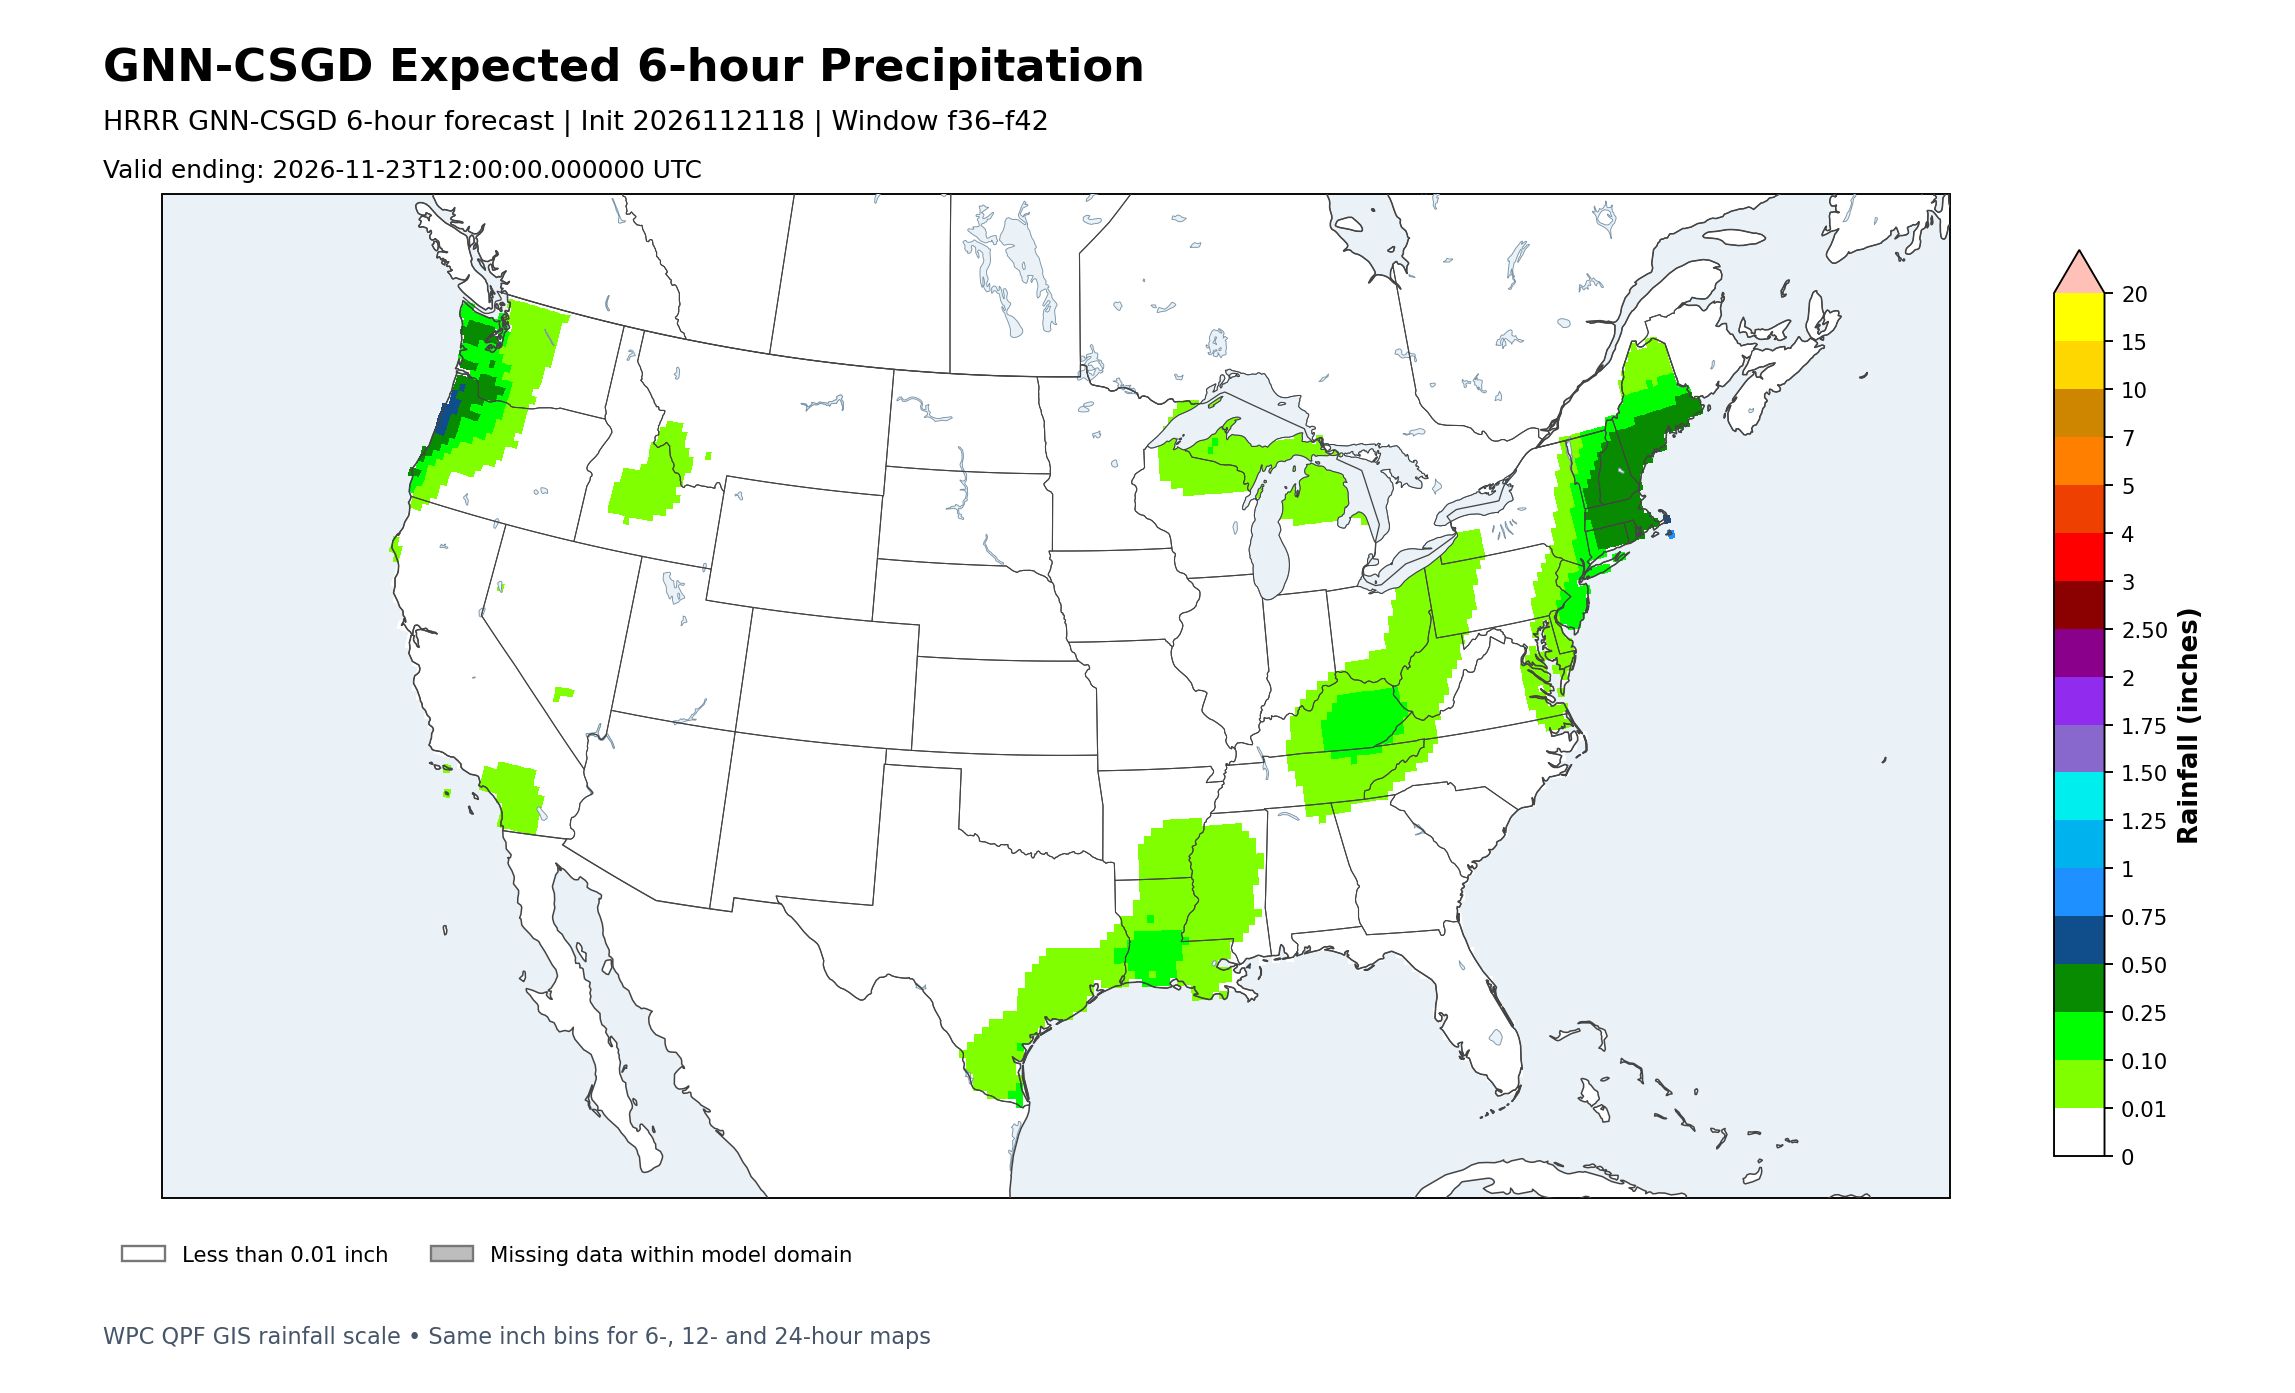 GNN-CSGD Expected 6-hour Precipitation
HRRR GNN-CSGD 6-hour forecast | Init 2026112118 | Window f36–f42
Valid ending: 2026-11-23T12:00:00.000000 UTC
20
15
10
7
5
4
3
2.50
2
1.75
1.50
1.25
1
0.75
0.50
0.25
0.10
0.01
0
Rainfall (inches)
Less than 0.01 inch
Missing data within model domain
WPC QPF GIS rainfall scale • Same inch bins for 6-, 12- and 24-hour maps